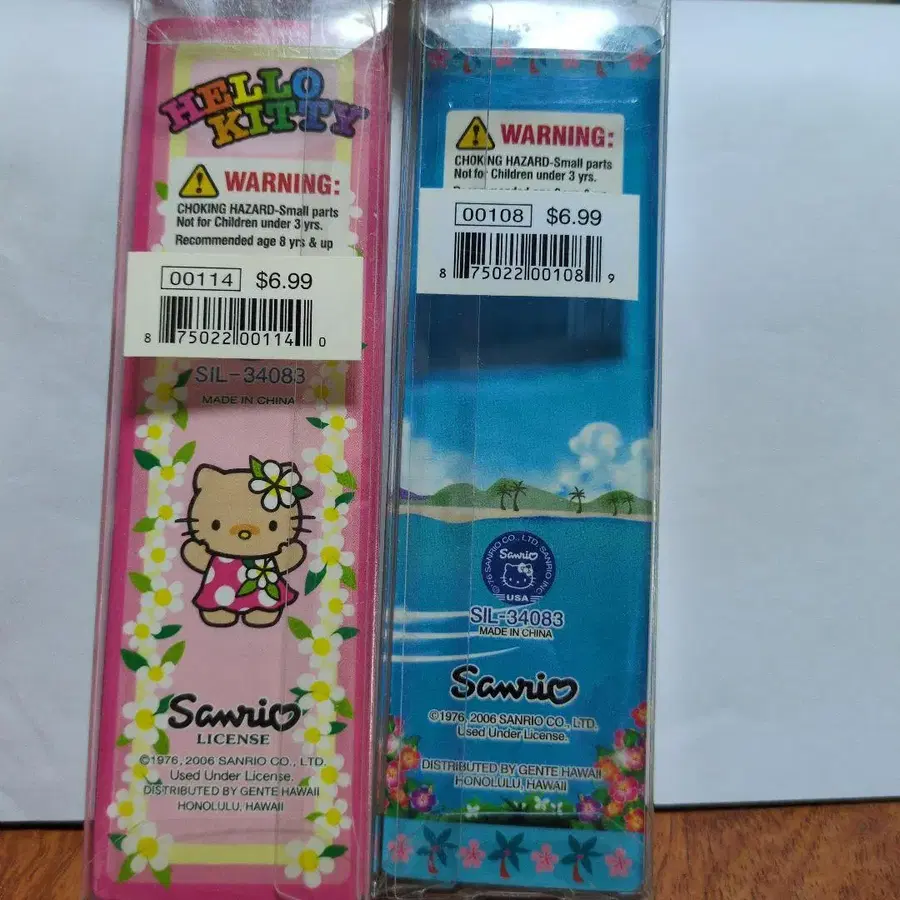 HELLO
KITTY
WARNING:
CHOKING HAZARD-Small parts
Not for Children under 3 yrs.
Recommended age 8 yrs & up
00114 $6.99
8 75022 00114 0
SIL-34083
MADE IN CHINA
Sanrio
LICENSE
©1976, 2006 SANRIO CO., LTD.
Used Under License.
DISTRIBUTED BY GENTE HAWAII
HONOLULU, HAWAII
WARNING:
CHOKING HAZARD-Small parts
Not for Children under 3 yrs.
00108 $6.99
8 75022 00108 9
©'76 SANRIO CO., LTD. SANRIO INC.
Sanrio
USA
SIL-34083
MADE IN CHINA
Sanrio
©1976, 2006 SANRIO CO., LTD.
Used Under License.
DISTRIBUTED BY GENTE HAWAII
HONOLULU, HAWAII